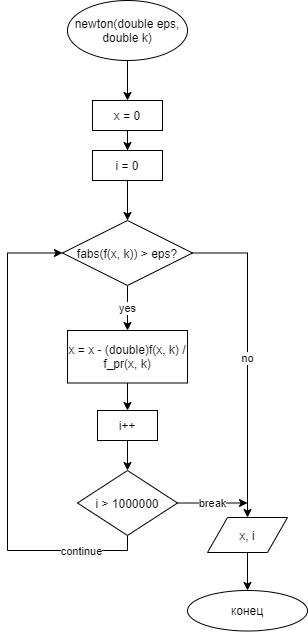 newton(double eps,
double k)
x = 0
i = 0
fabs(f(x, k)) > eps?
yes
no
x = x - (double)f(x, k) /
f_pr(x, k)
i++
i > 1000000
break
continue
x, i
конец